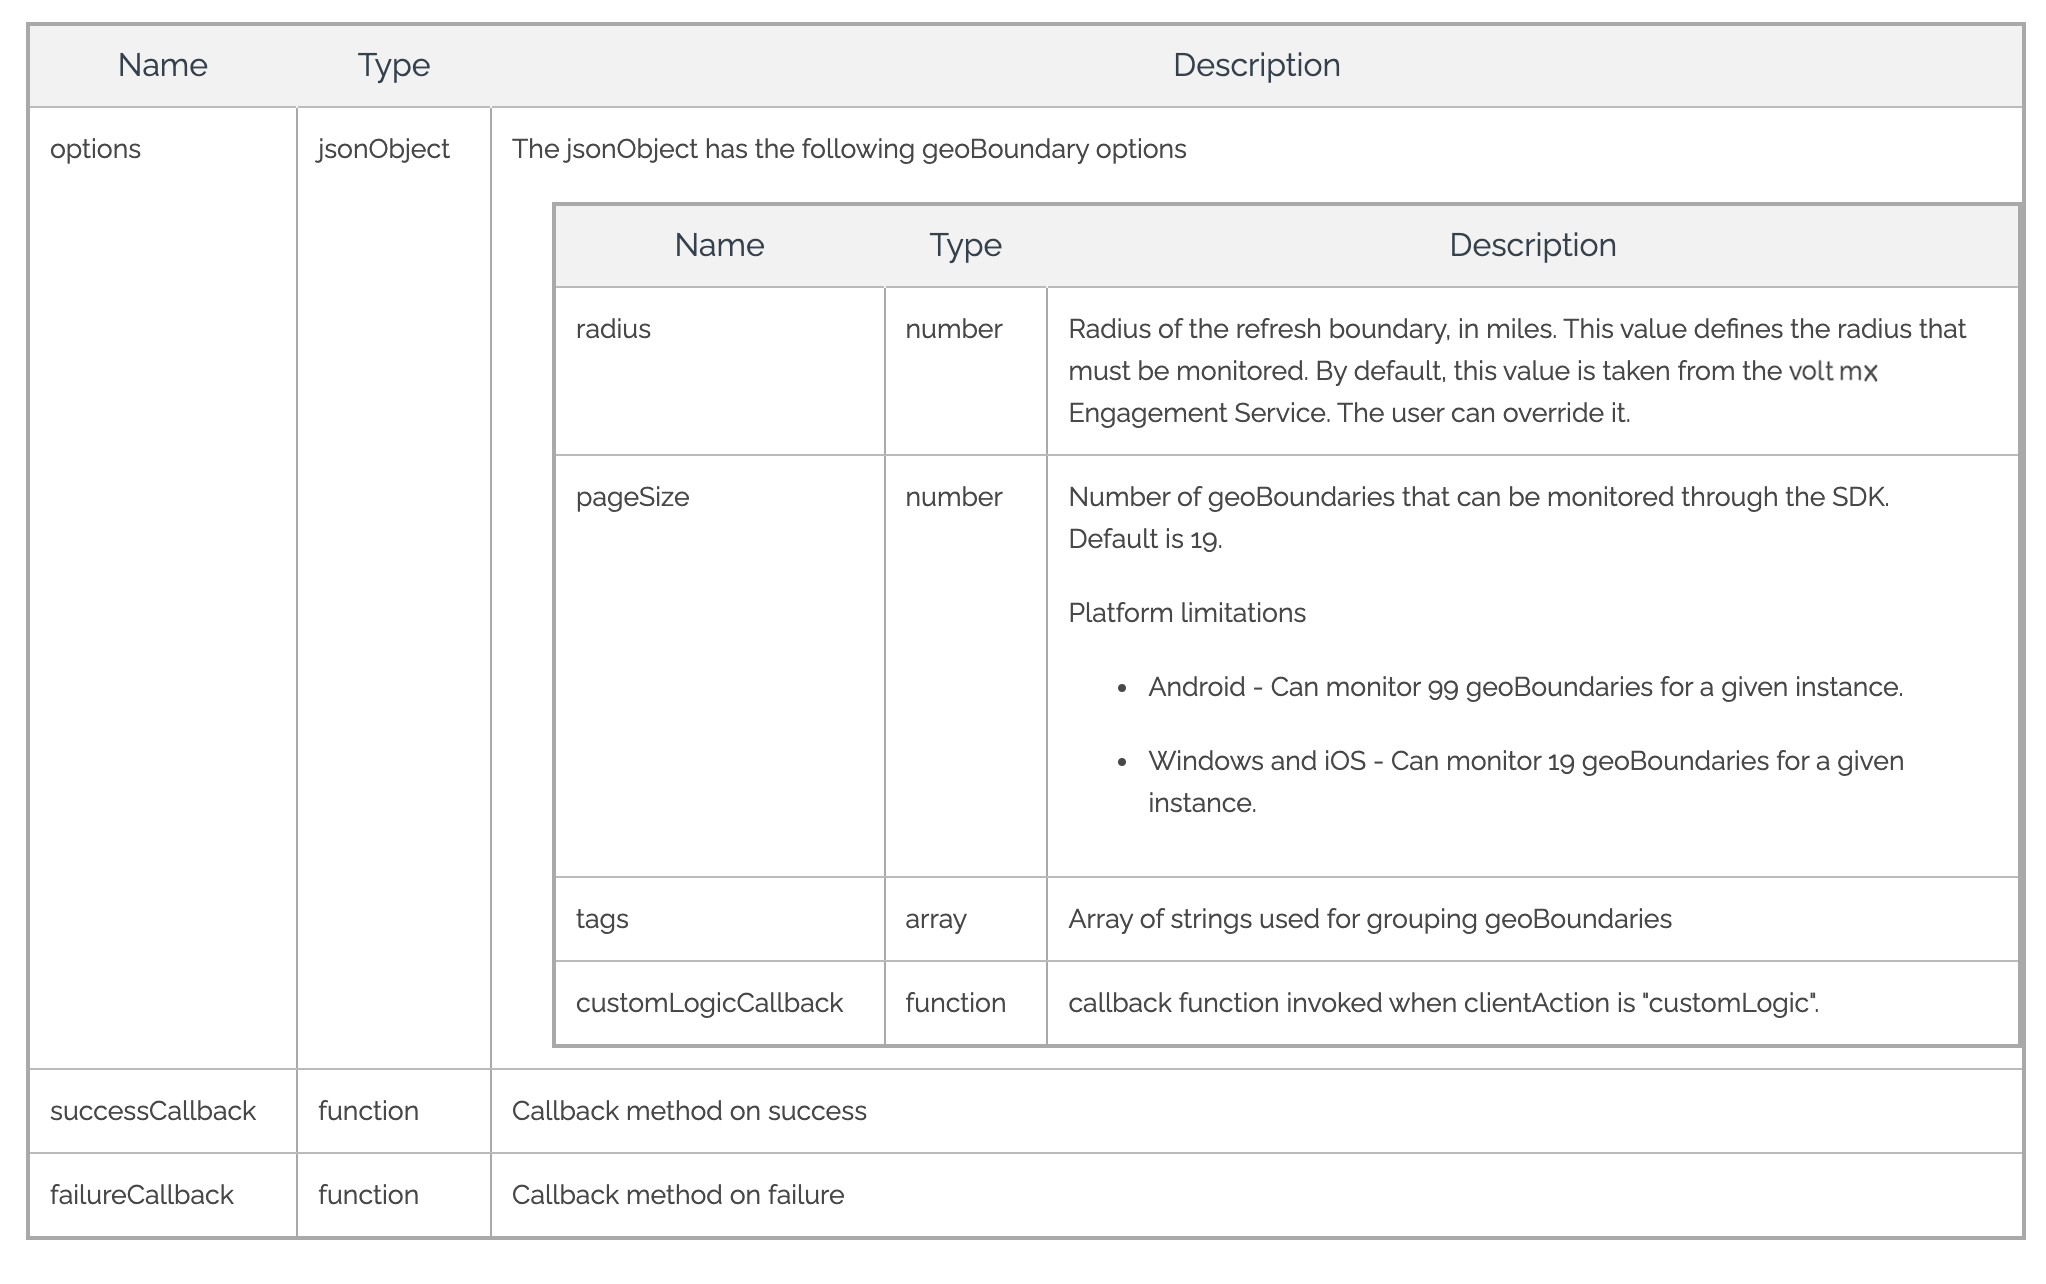 Name Type Description
options jsonObject The jsonObject has the following geoBoundary options
Name Type Description
radius number Radius of the refresh boundary, in miles. This value defines the radius that
must be monitored. By default, this value is taken from the volt mx
Engagement Service. The user can override it.
pageSize number Number of geoBoundaries that can be monitored through the SDK.
Default is 19.
Platform limitations
• Android - Can monitor 99 geoBoundaries for a given instance.
• Windows and iOS - Can monitor 19 geoBoundaries for a given
instance.
tags array Array of strings used for grouping geoBoundaries
customLogicCallback function callback function invoked when clientAction is "customLogic".
successCallback function Callback method on success
failureCallback function Callback method on failure